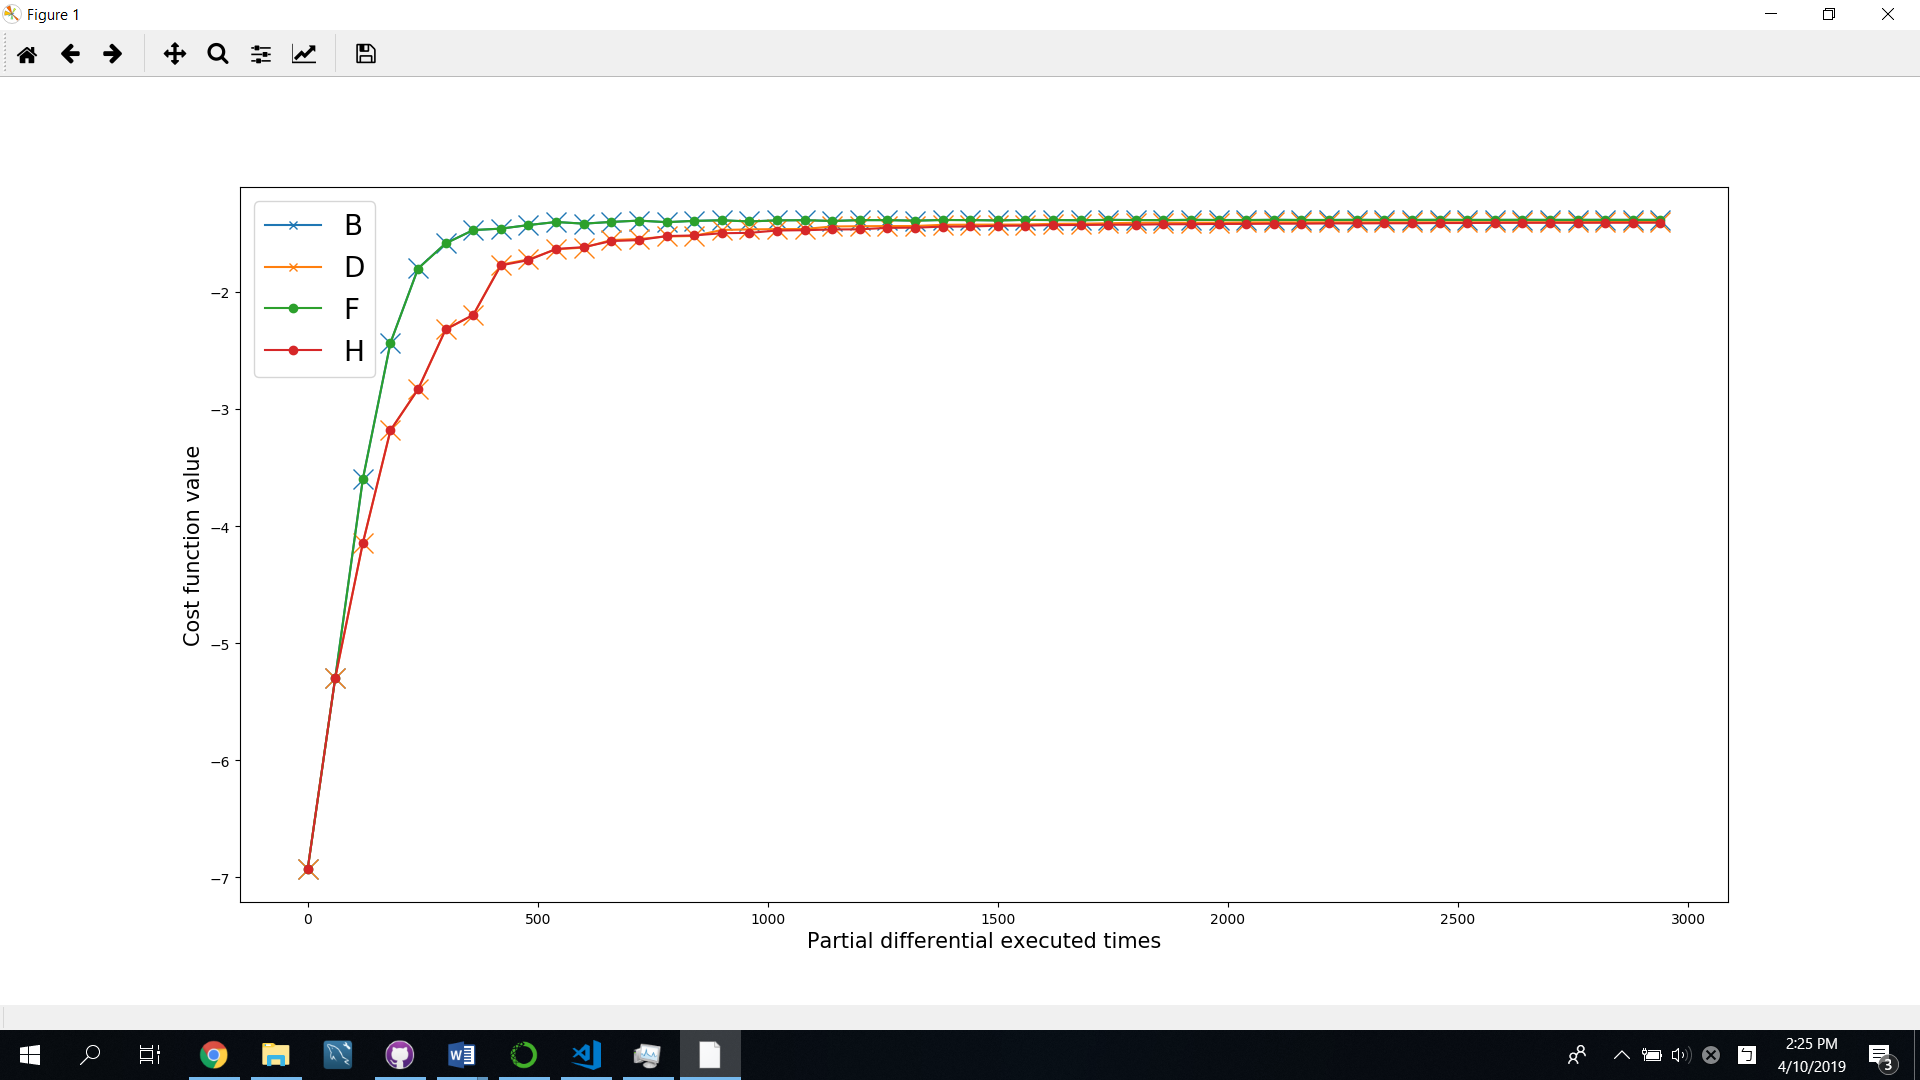 Figure 1
B
D
F
H
−2
−3
−4
−5
−6
−7
Cost function value
0 500 1000 1500 2000 2500 3000
Partial differential executed times
2:25 PM
4/10/2019
3